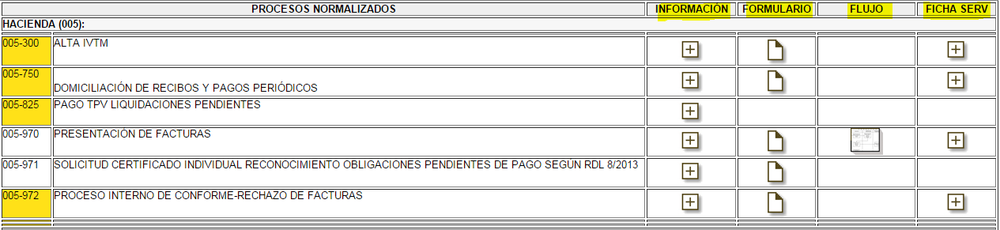 PROCESOS NORMALIZADOS INFORMACIÓN FORMULARIO FLUJO FICHA SERV
HACIENDA (005):
005-300 ALTA IVTM
005-750 DOMICILIACIÓN DE RECIBOS Y PAGOS PERIÓDICOS
005-825 PAGO TPV LIQUIDACIONES PENDIENTES
005-970 PRESENTACIÓN DE FACTURAS
005-971 SOLICITUD CERTIFICADO INDIVIDUAL RECONOCIMIENTO OBLIGACIONES PENDIENTES DE PAGO SEGÚN RDL 8/2013
005-972 PROCESO INTERNO DE CONFORME-RECHAZO DE FACTURAS